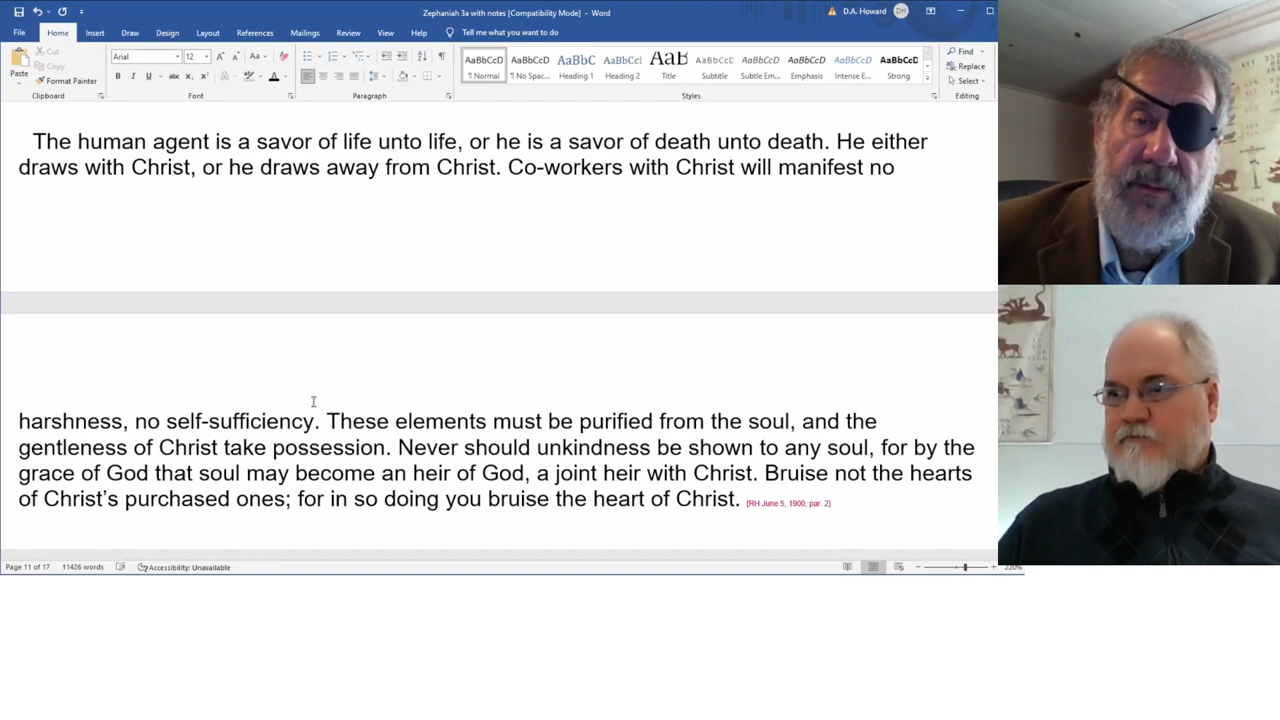 Zephaniah 3a with notes [Compatibility Mode] - Word
D.A. Howard DH
File Home Insert Draw Design Layout References Mailings Review View Help Tell me what you want to do
Cut
Copy
Format Painter
Paste
Arial 12
Aa
B I U abc x x A
AaBbCcD AaBbCcD AaBbC AaBbCcI AaB AaBbCcD AaBbCcD AaBbCcD AaBbCcD AaBbCcD
¶ Normal ¶ No Spac... Heading 1 Heading 2 Title Subtitle Subtle Em... Emphasis Intense E... Strong
Find
Replace
Select
Clipboard Font Paragraph Styles Editing
The human agent is a savor of life unto life, or he is a savor of death unto death. He either
draws with Christ, or he draws away from Christ. Co-workers with Christ will manifest no
harshness, no self-sufficiency. These elements must be purified from the soul, and the
gentleness of Christ take possession. Never should unkindness be shown to any soul, for by the
grace of God that soul may become an heir of God, a joint heir with Christ. Bruise not the hearts
of Christ’s purchased ones; for in so doing you bruise the heart of Christ. {RH June 5, 1900, par. 2}
Page 11 of 17 11426 words Accessibility: Unavailable 220%